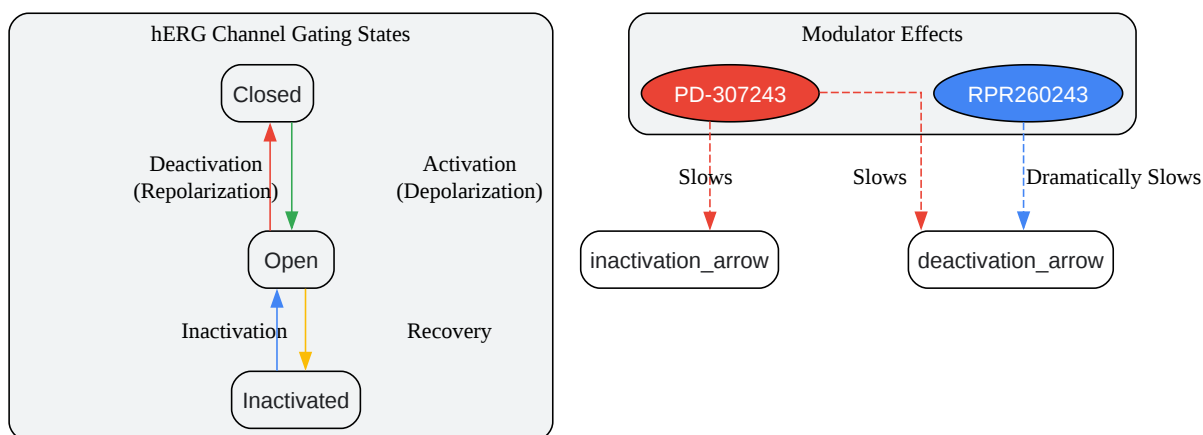 hERG Channel Gating States
Closed
Deactivation
(Repolarization)
Activation
(Depolarization)
Open
Inactivation
Recovery
Inactivated
Modulator Effects
PD-307243
RPR260243
Slows
Slows
Dramatically Slows
inactivation_arrow
deactivation_arrow